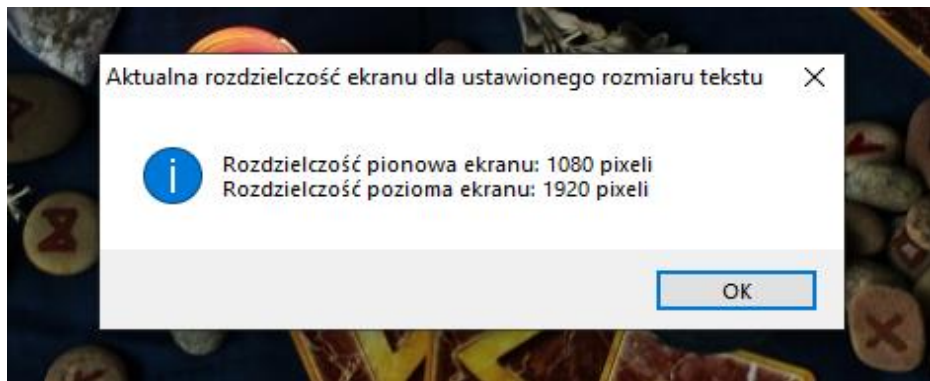 Aktualna rozdzielczość ekranu dla ustawionego rozmiaru tekstu
Rozdzielczość pionowa ekranu: 1080 pixeli
Rozdzielczość pozioma ekranu: 1920 pixeli
OK